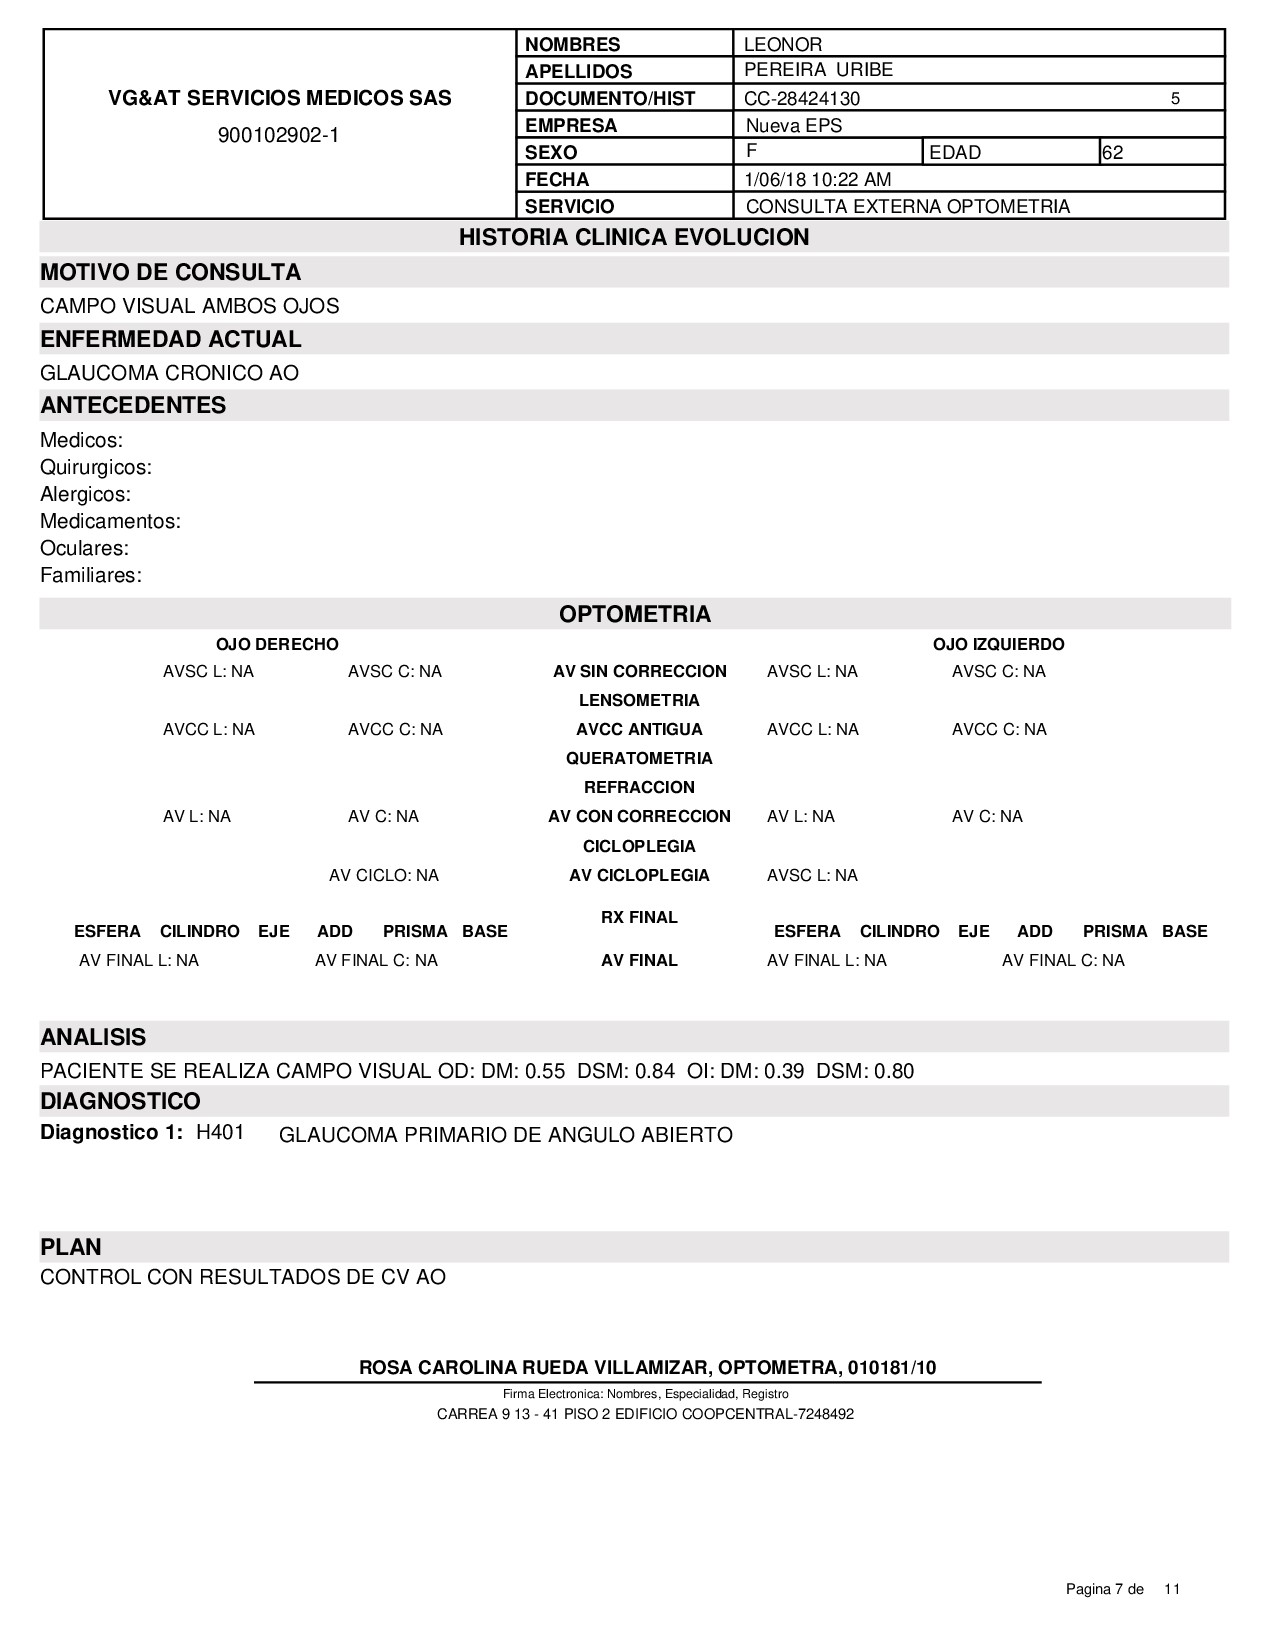 VG&AT SERVICIOS MEDICOS SAS
900102902-1
NOMBRES LEONOR
APELLIDOS PEREIRA URIBE
DOCUMENTO/HIST CC-28424130 5
EMPRESA Nueva EPS
SEXO F EDAD 62
FECHA 1/06/18 10:22 AM
SERVICIO CONSULTA EXTERNA OPTOMETRIA
HISTORIA CLINICA EVOLUCION
MOTIVO DE CONSULTA
CAMPO VISUAL AMBOS OJOS
ENFERMEDAD ACTUAL
GLAUCOMA CRONICO AO
ANTECEDENTES
Medicos:
Quirurgicos:
Alergicos:
Medicamentos:
Oculares:
Familiares:
OPTOMETRIA
OJO DERECHO OJO IZQUIERDO
AVSC L: NA AVSC C: NA AV SIN CORRECCION AVSC L: NA AVSC C: NA
LENSOMETRIA
AVCC L: NA AVCC C: NA AVCC ANTIGUA AVCC L: NA AVCC C: NA
QUERATOMETRIA
REFRACCION
AV L: NA AV C: NA AV CON CORRECCION AV L: NA AV C: NA
CICLOPLEGIA
AV CICLO: NA AV CICLOPLEGIA AVSC L: NA
RX FINAL
ESFERA CILINDRO EJE ADD PRISMA BASE ESFERA CILINDRO EJE ADD PRISMA BASE
AV FINAL L: NA AV FINAL C: NA AV FINAL AV FINAL L: NA AV FINAL C: NA
ANALISIS
PACIENTE SE REALIZA CAMPO VISUAL OD: DM: 0.55 DSM: 0.84 OI: DM: 0.39 DSM: 0.80
DIAGNOSTICO
Diagnostico 1: H401 GLAUCOMA PRIMARIO DE ANGULO ABIERTO
PLAN
CONTROL CON RESULTADOS DE CV AO
ROSA CAROLINA RUEDA VILLAMIZAR, OPTOMETRA, 010181/10
Firma Electronica: Nombres, Especialidad, Registro
CARREA 9 13 - 41 PISO 2 EDIFICIO COOPCENTRAL-7248492
Pagina 7 de 11